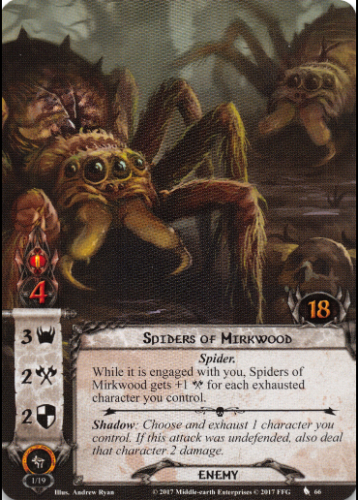 4
18
SPIDERS OF MIRKWOOD
3
Spider.
While it is engaged with you, Spiders of
Mirkwood gets +1 for each exhausted
character you control.
2
2
Shadow: Choose and exhaust 1 character you
control. If this attack was undefended, also deal
that character 2 damage.
1/19
ENEMY
Illus. Andrew Ryan
© 2017 Middle-earth Enterprises © 2017 FFG
66